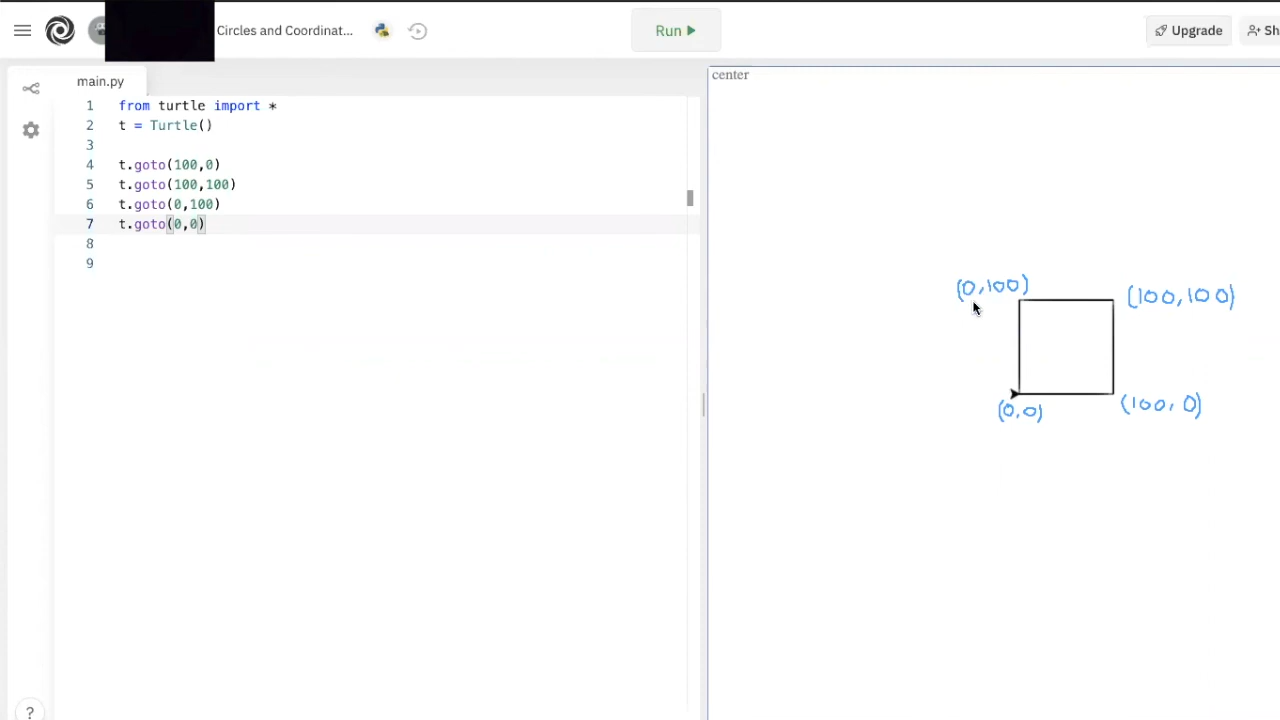 Circles and Coordinat...
Run
Upgrade
Sh
main.py
center
1 from turtle import *
2 t = Turtle()
3
4 t.goto(100,0)
5 t.goto(100,100)
6 t.goto(0,100)
7 t.goto(0,0)
8
9
(0,100)
(100,100)
(0,0)
(100,0)
?